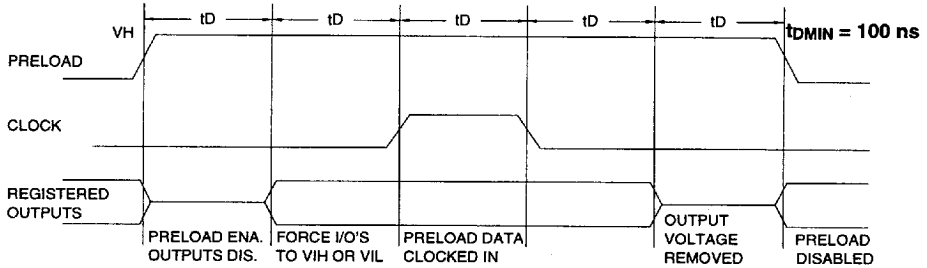 tD tD tD tD tD
VH
tDMIN = 100 ns
PRELOAD
CLOCK
REGISTERED
OUTPUTS
PRELOAD ENA.
OUTPUTS DIS.
FORCE I/O'S
TO VIH OR VIL
PRELOAD DATA
CLOCKED IN
OUTPUT
VOLTAGE
REMOVED
PRELOAD
DISABLED